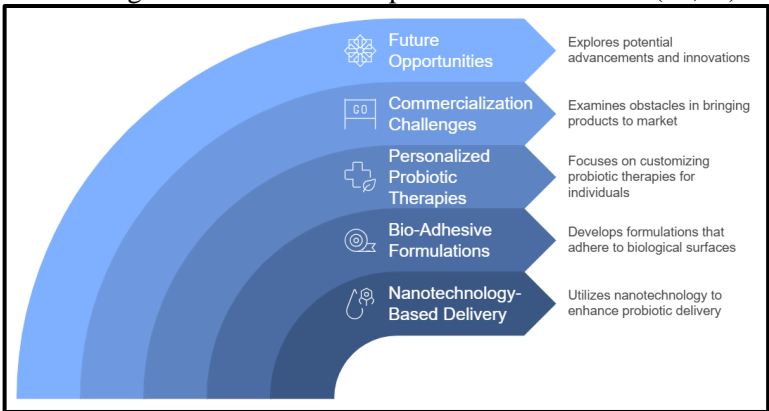 Future
Opportunities
Explores potential
advancements and innovations
GO
Commercialization
Challenges
Examines obstacles in bringing
products to market
Personalized
Probiotic
Therapies
Focuses on customizing
probiotic therapies for
individuals
Bio-Adhesive
Formulations
Develops formulations that
adhere to biological surfaces
Nanotechnology-
Based Delivery
Utilizes nanotechnology to
enhance probiotic delivery